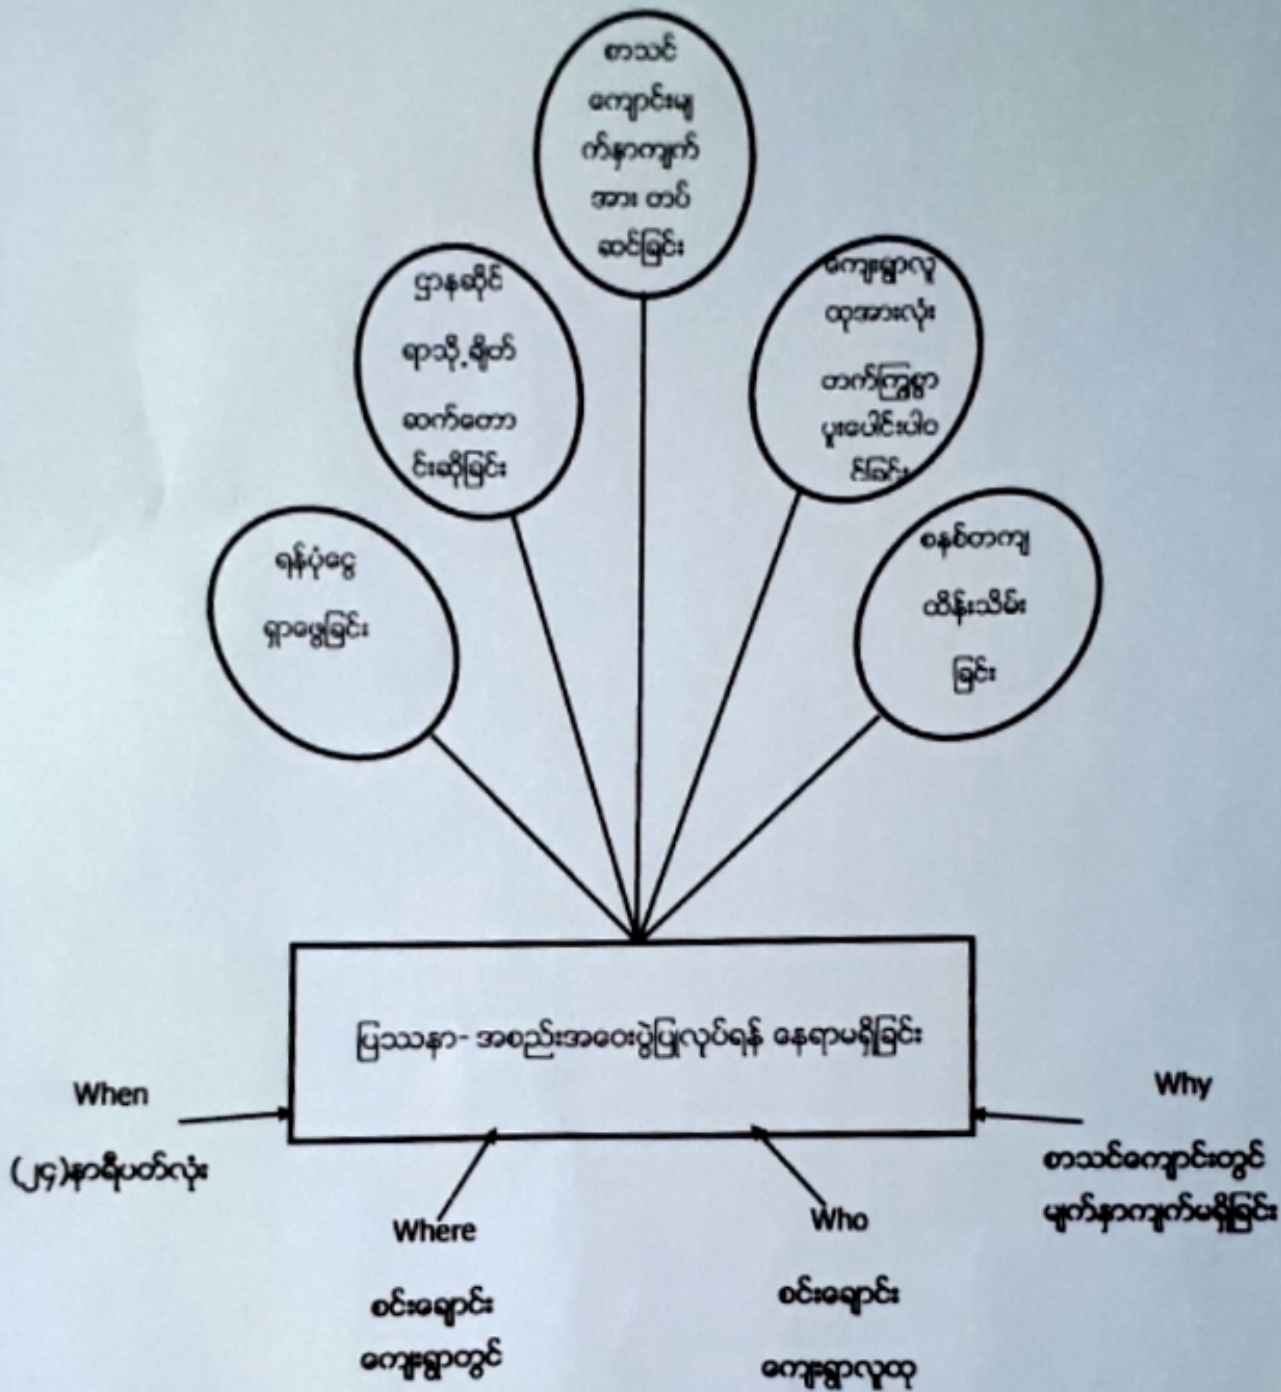 စာသင်
ကျောင်းမျ
က်နှာကျက်
အား တပ်
ဆင်ခြင်း
ဌာနဆိုင်
ရာသို့ချိတ်
ဆက်တော
င်းဆိုခြင်း
ကျေးရွာလူ
ထုအားလုံး
တက်ကြွစွာ
ပူးပေါင်းပါဝ
င်ခြင်း
ရန်ပုံငွေ
ရှာဖွေခြင်း
စနစ်တကျ
ထိန်းသိမ်း
ခြင်း
ပြဿနာ- အစည်းအဝေးပွဲပြုလုပ်ရန် နေရာမရှိခြင်း
When
(၂၄)နာရီပတ်လုံး
Where
စင်းချောင်း
ကျေးရွာတွင်
Who
စင်းချောင်း
ကျေးရွာလူထု
Why
စာသင်ကျောင်းတွင်
မျက်နှာကျက်မရှိခြင်း